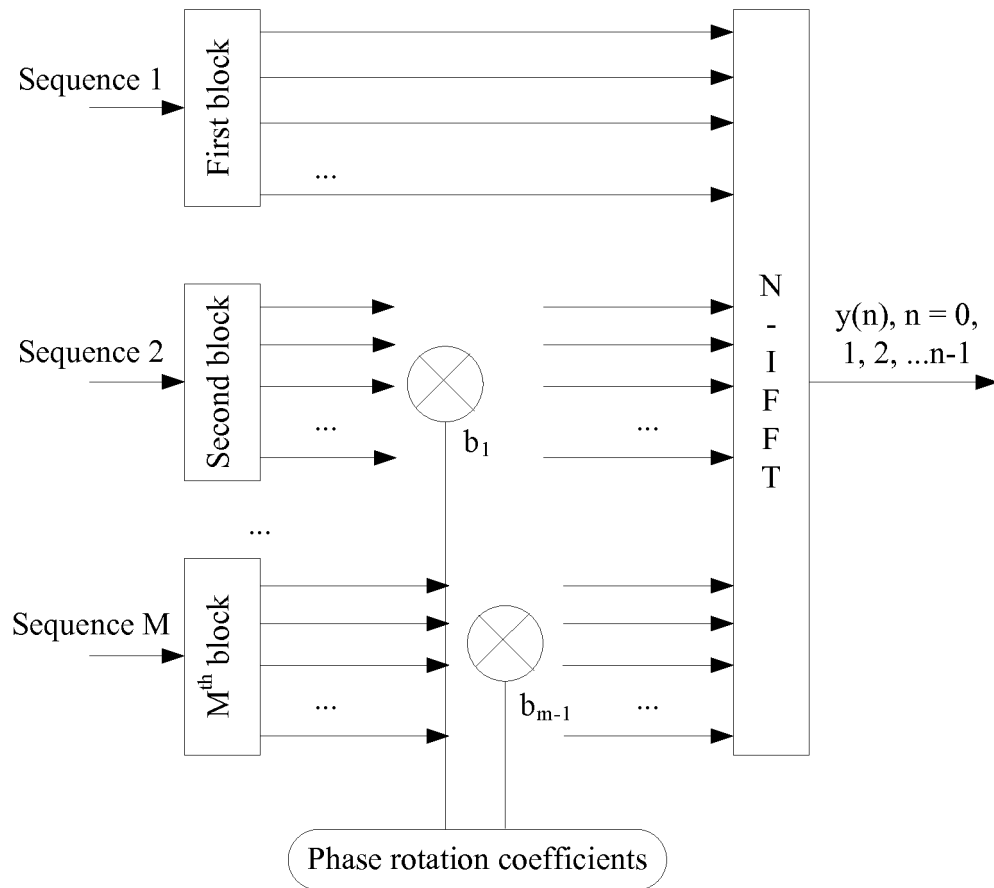 Sequence 1
First block
...
Sequence 2
Second block
...
b1
...
N
-
I
F
F
T
y(n), n = 0,
1, 2, ...n-1
...
Sequence M
Mth block
...
bm-1
...
Phase rotation coefficients